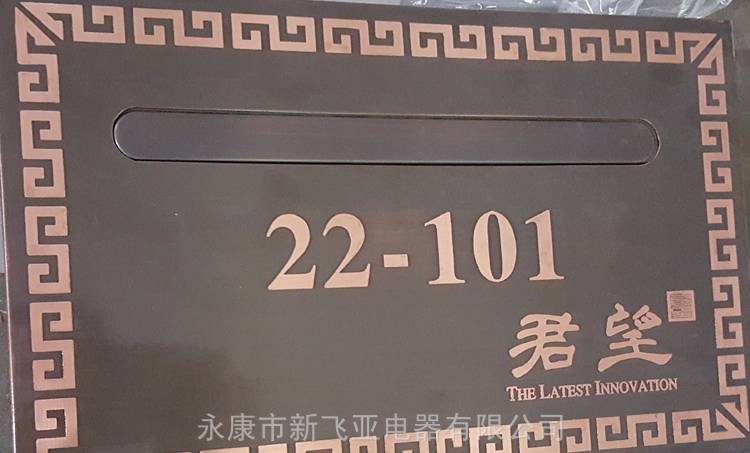 22-101
君望
THE LATEST INNOVATION
永康市新飞亚电器有限公司